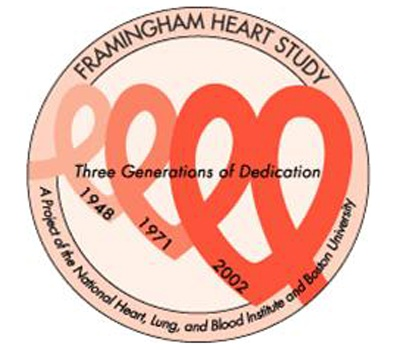 FRAMINGHAM HEART STUDY
Three Generations of Dedication
1948
1971
2002
A Project of the National Heart, Lung, and Blood Institute and Boston University